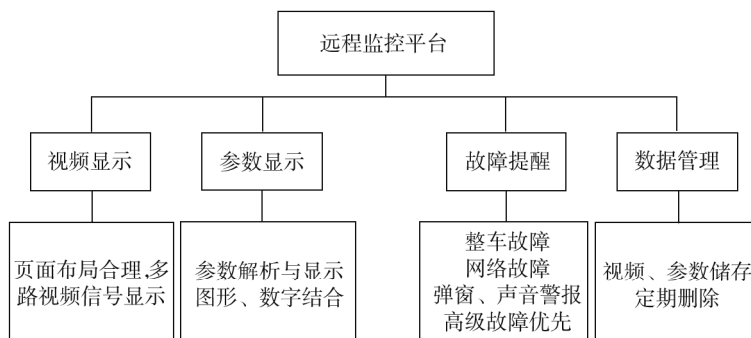 远程监控平台
视频显示
参数显示
故障提醒
数据管理
页面布局合理,多
路视频信号显示
参数解析与显示
图形、数字结合
整车故障
网络故障
弹窗、声音警报
高级故障优先
视频、参数储存
定期删除